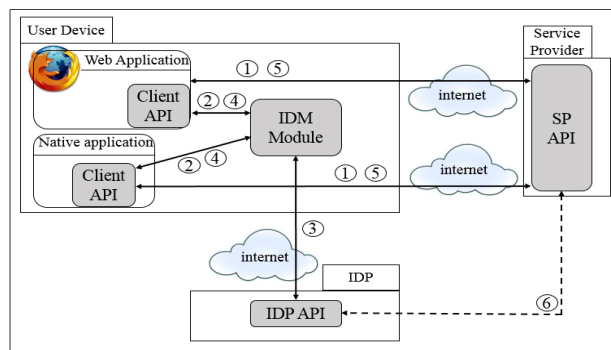 User Device
Web Application
Client
API
① ⑤
internet
Service
Provider
SP
API
② ④
IDM
Module
Native application
Client
API
② ④
① ⑤
internet
③
internet
IDP
IDP API
⑥